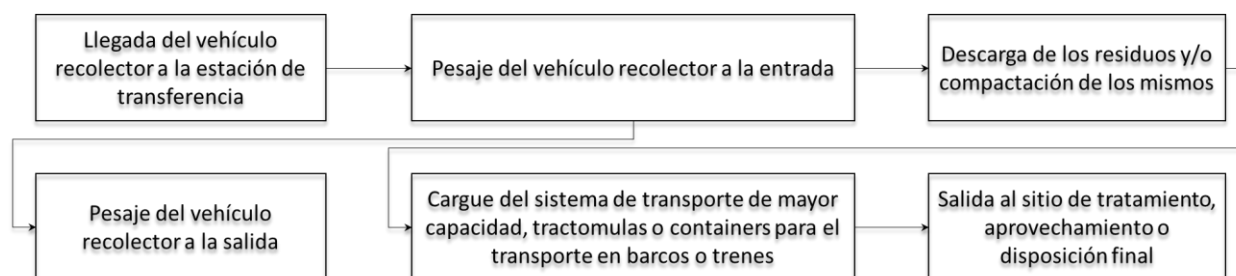 Llegada del vehículo
recolector a la estación de
transferencia
Pesaje del vehículo recolector a la entrada
Descarga de los residuos y/o
compactación de los mismos
Pesaje del vehículo
recolector a la salida
Cargue del sistema de transporte de mayor
capacidad, tractomulas o containers para el
transporte en barcos o trenes
Salida al sitio de tratamiento,
aprovechamiento o
disposición final